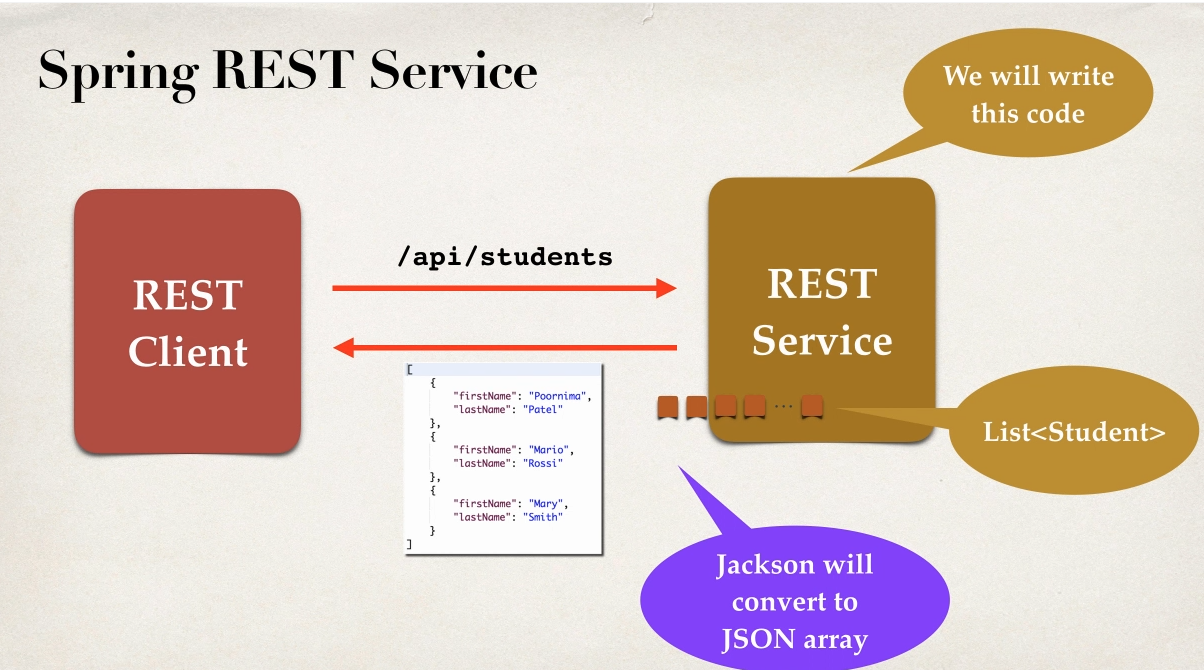 Spring REST Service
We will write
this code
REST
Client
/api/students
REST
Service
[
{
"firstName": "Poornima",
"lastName": "Patel"
},
{
"firstName": "Mario",
"lastName": "Rossi"
},
{
"firstName": "Mary",
"lastName": "Smith"
}
]
...
List<Student>
Jackson will
convert to
JSON array